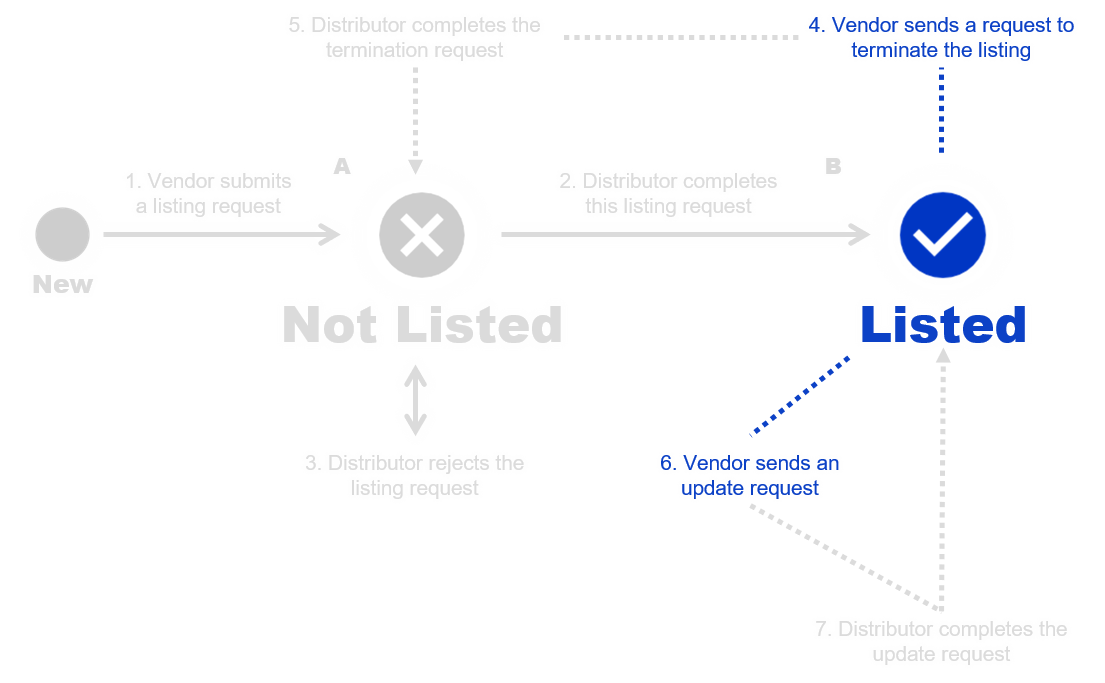 5. Distributor completes the
termination request
4. Vendor sends a request to
terminate the listing
A
B
1. Vendor submits
a listing request
2. Distributor completes
this listing request
New
Not Listed
Listed
3. Distributor rejects the
listing request
6. Vendor sends an
update request
7. Distributor completes the
update request